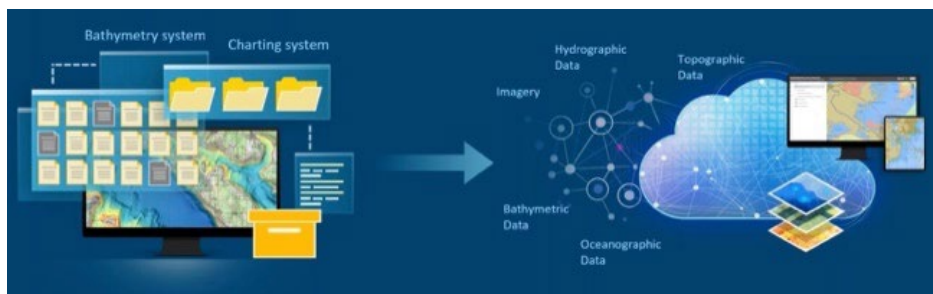 Bathymetry system
Charting system
Hydrographic
Data
Topographic
Data
Imagery
Bathymetric
Data
Oceanographic
Data